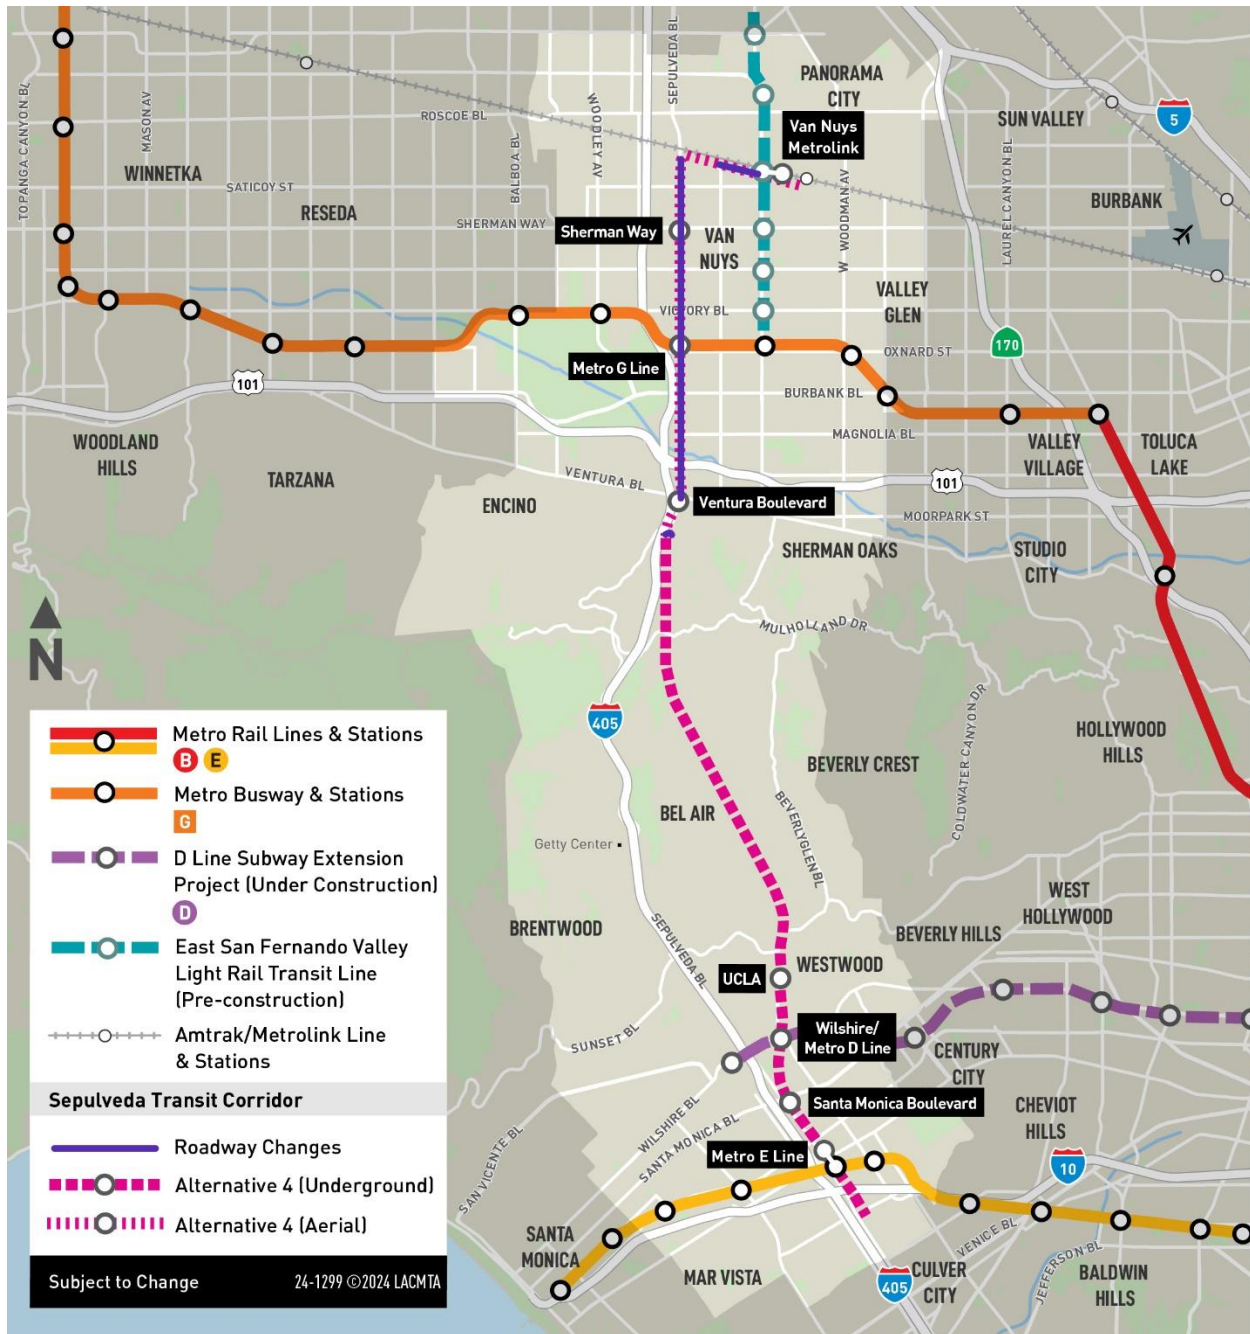 SEPULVEDA BL
PANORAMA
CITY
TOPANGA CANYON BL
MASON AV
WOODLEY AV
ROSCOE BL
BALBOA BL
Van Nuys
Metrolink
SUN VALLEY
5
WINNETKA
SATICOY ST
RESEDA
SHERMAN WAY
Sherman Way
VAN
NUYS
W WOODMAN AV
LAUREL CANYON BL
BURBANK
VICTORY BL
VALLEY
GLEN
Metro G Line
OXNARD ST
170
101
BURBANK BL
MAGNOLIA BL
WOODLAND
HILLS
TARZANA
VENTURA BL
ENCINO
Ventura Boulevard
VALLEY
VILLAGE
TOLUCA
LAKE
101
MOORPARK ST
SHERMAN OAKS
STUDIO
CITY
MULHOLLAND DR
N
405
COLDWATER CANYON DR
HOLLYWOOD
HILLS
BEVERLY CREST
BEL AIR
BEVERLYGLEN BL
Getty Center
WEST
HOLLYWOOD
BRENTWOOD
SEPULVEDA BL
BEVERLY HILLS
UCLA
WESTWOOD
SUNSET BL
Wilshire/
Metro D Line
CENTURY
CITY
WILSHIRE BL
SANTA MONICA BL
Santa Monica Boulevard
CHEVIOT
HILLS
SAN VICENTE BL
Metro E Line
10
SANTA
MONICA
VENICE BL
MAR VISTA
405
CULVER
CITY
JEFFERSON BL
BALDWIN
HILLS
Metro Rail Lines & Stations
B E
Metro Busway & Stations
G
D Line Subway Extension
Project (Under Construction)
D
East San Fernando Valley
Light Rail Transit Line
(Pre-construction)
Amtrak/Metrolink Line
& Stations
Sepulveda Transit Corridor
Roadway Changes
Alternative 4 (Underground)
Alternative 4 (Aerial)
Subject to Change 24-1299 ©2024 LACMTA